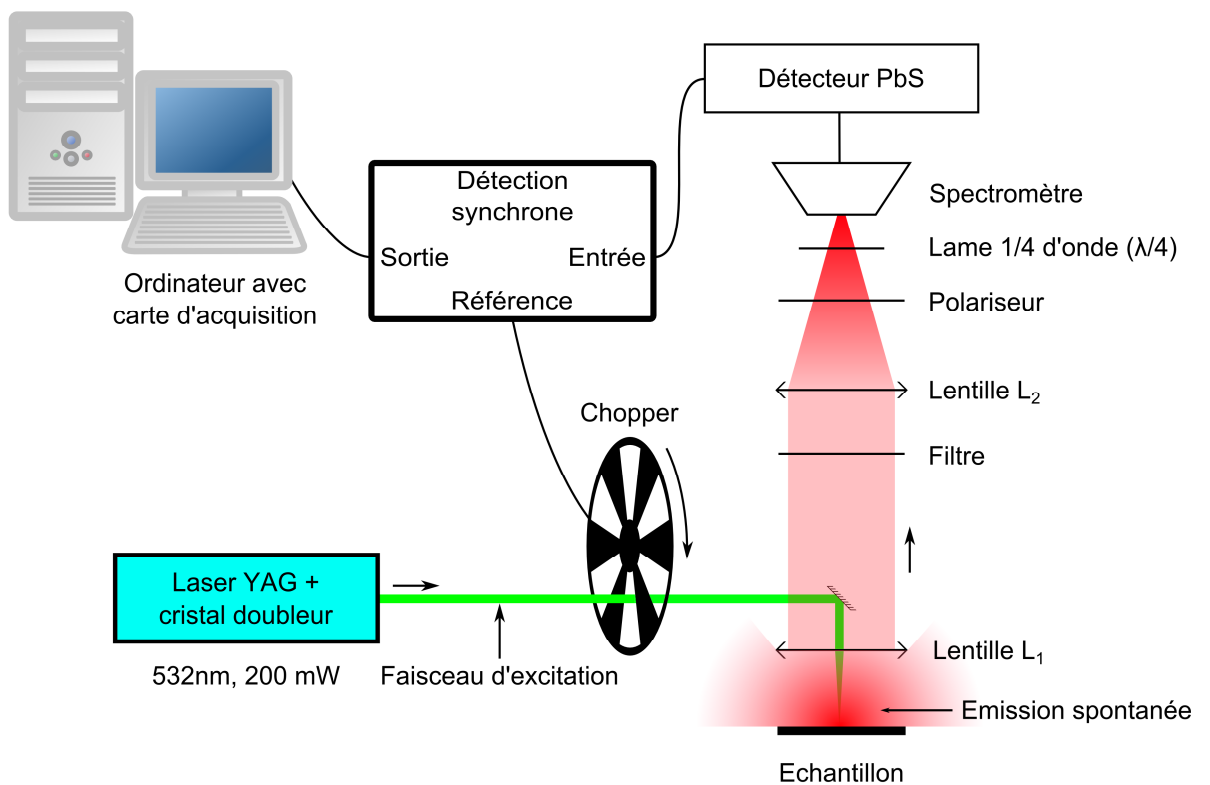 Détecteur PbS
Détection
synchrone
Sortie
Entrée
Référence
Ordinateur avec
carte d'acquisition
Spectromètre
Lame 1/4 d'onde (λ/4)
Polariseur
Lentille L₂
Filtre
Chopper
Laser YAG +
cristal doubleur
532nm, 200 mW
Faisceau d'excitation
Lentille L₁
Emission spontanée
Echantillon